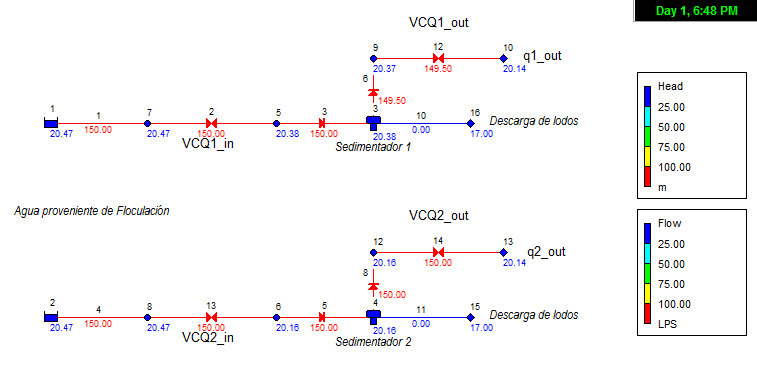 Day 1, 6:48 PM
VCQ1_out
9 12 10 q1_out
20.37 149.50 20.14
6
149.50
1 1 7 2 5 3 3 10 16 Descarga de lodos
20.47 150.00 20.47 150.00 20.38 150.00 20.38 0.00 17.00
VCQ1_in Sedimentador 1
Agua proveniente de Floculación
VCQ2_out
12 14 13 q2_out
20.16 150.00 20.14
8
150.00
2 4 8 13 6 5 4 11 15 Descarga de lodos
20.47 150.00 20.47 150.00 20.16 150.00 20.16 0.00 17.00
VCQ2_in Sedimentador 2
Head
25.00
50.00
75.00
100.00
m
Flow
25.00
50.00
75.00
100.00
LPS